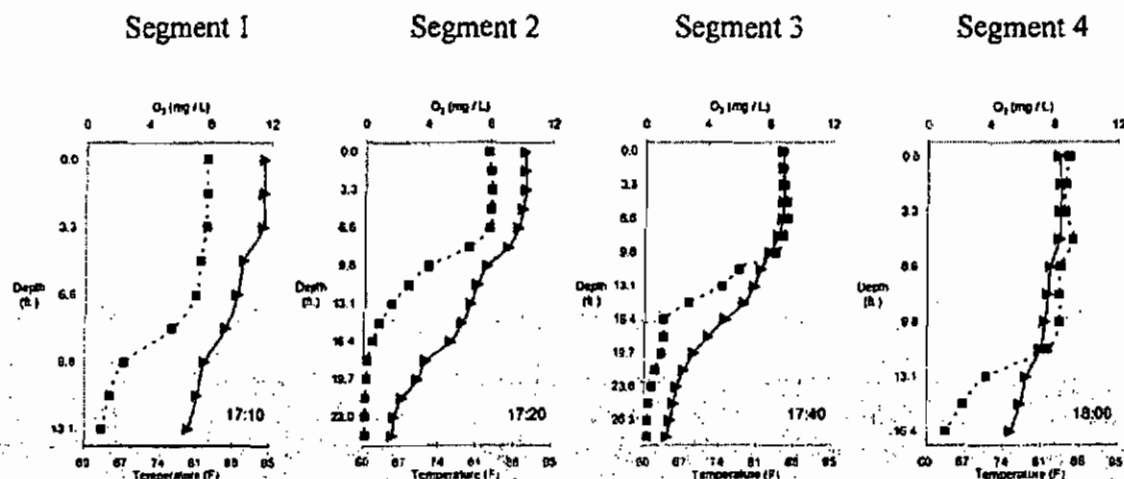 Segment 1 Segment 2 Segment 3 Segment 4
O2 (mg / L) O2 (mg / L) O2 (mg / L) O2 (mg / L)
0 4 8 12 0 4 8 12 0 4 8 12 0 4 8 12
0.0 0.0 0.0
3.3 3.3 3.3 3.3
6.6 6.6 6.6 6.6
9.8 9.8 9.8 9.8
Depth (ft.) Depth (ft.) Depth (ft.) Depth (ft.)
13.1 13.1 13.1 13.1
16.4 16.4 16.4
19.7 19.7
23.0
17:10 17:20 17:40 18:00
60 67 74 81 88 95 60 67 74 81 88 95 60 67 74 81 88 95 60 67 74 81 88 95
Temperature (F) Temperature (F) Temperature (F) Temperature (F)